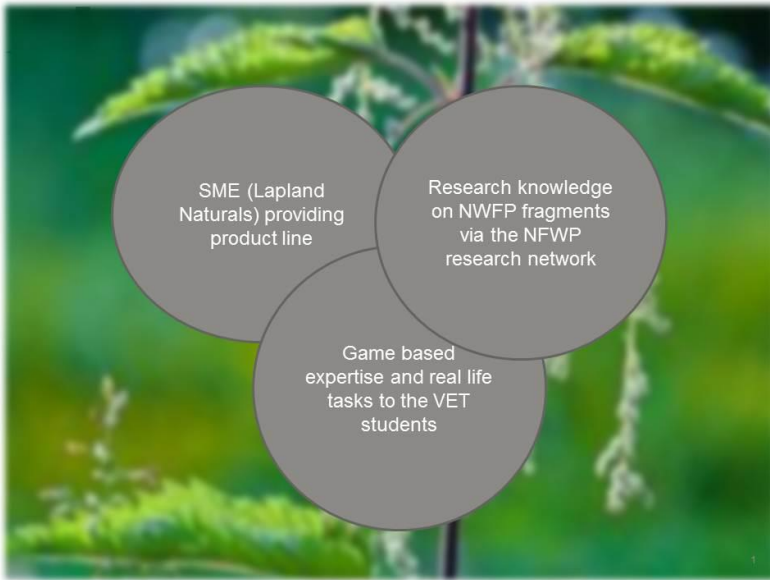 SME (Lapland
Naturals) providing
product line
Research knowledge
on NWFP fragments
via the NFWP
research network
Game based
expertise and real life
tasks to the VET
students
1